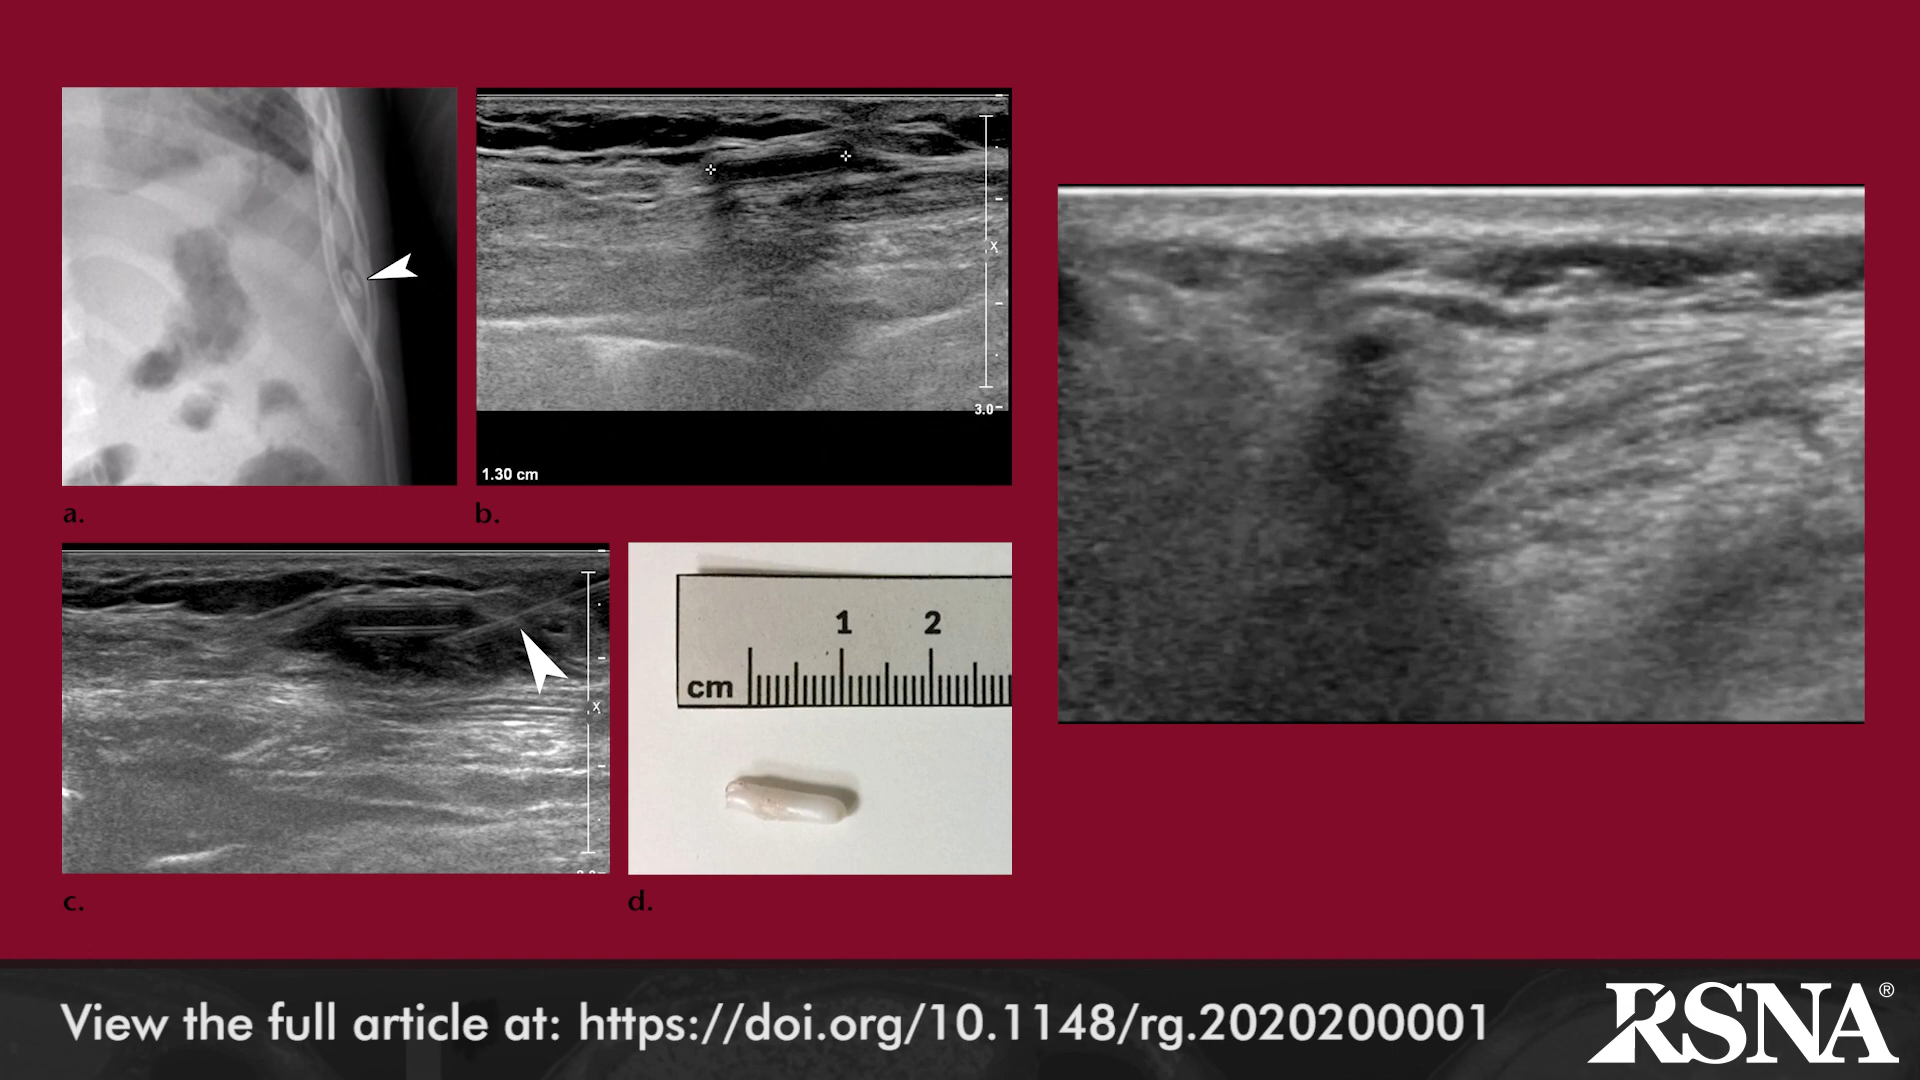 X
3.0
1.30 cm
a.
b.
X
1 2
cm
c.
d.
View the full article at: https://doi.org/10.1148/rg.2020200001
RSNA®